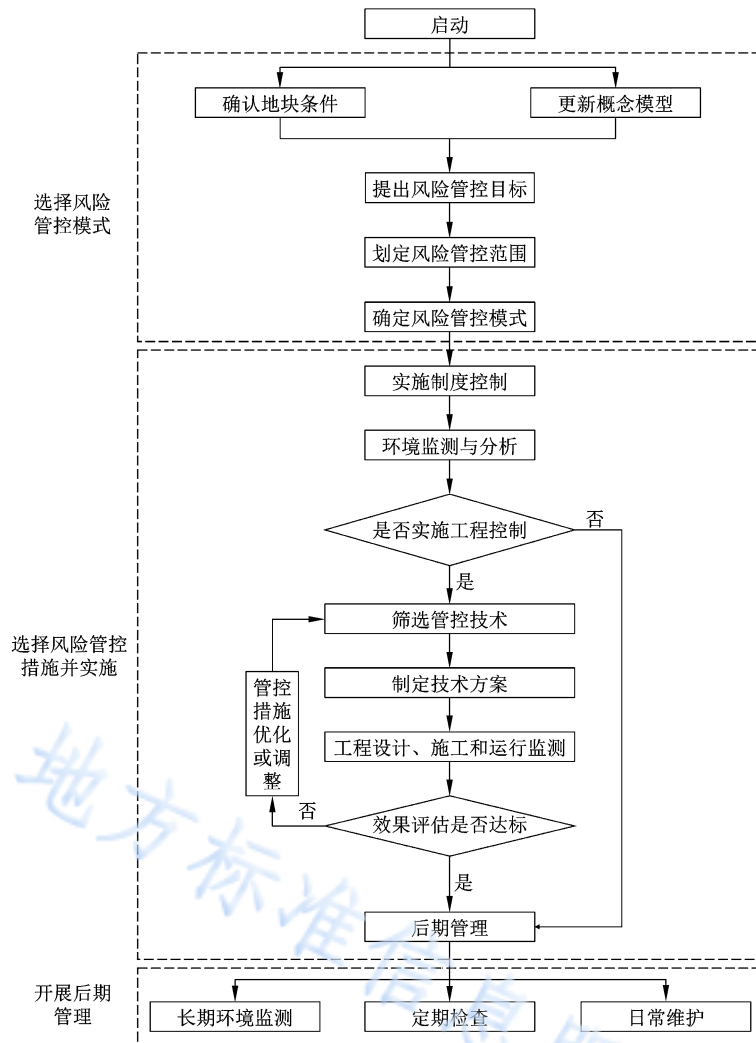 启动
确认地块条件
更新概念模型
提出风险管控目标
选择风险
管控模式
划定风险管控范围
确定风险管控模式
实施制度控制
环境监测与分析
是否实施工程控制
否
是
筛选管控技术
选择风险管控
措施并实施
管控
措施
优化
或调
整
制定技术方案
工程设计、施工和运行监测
否
效果评估是否达标
是
后期管理
开展后期
管理
长期环境监测
定期检查
日常维护
地方标准信息服